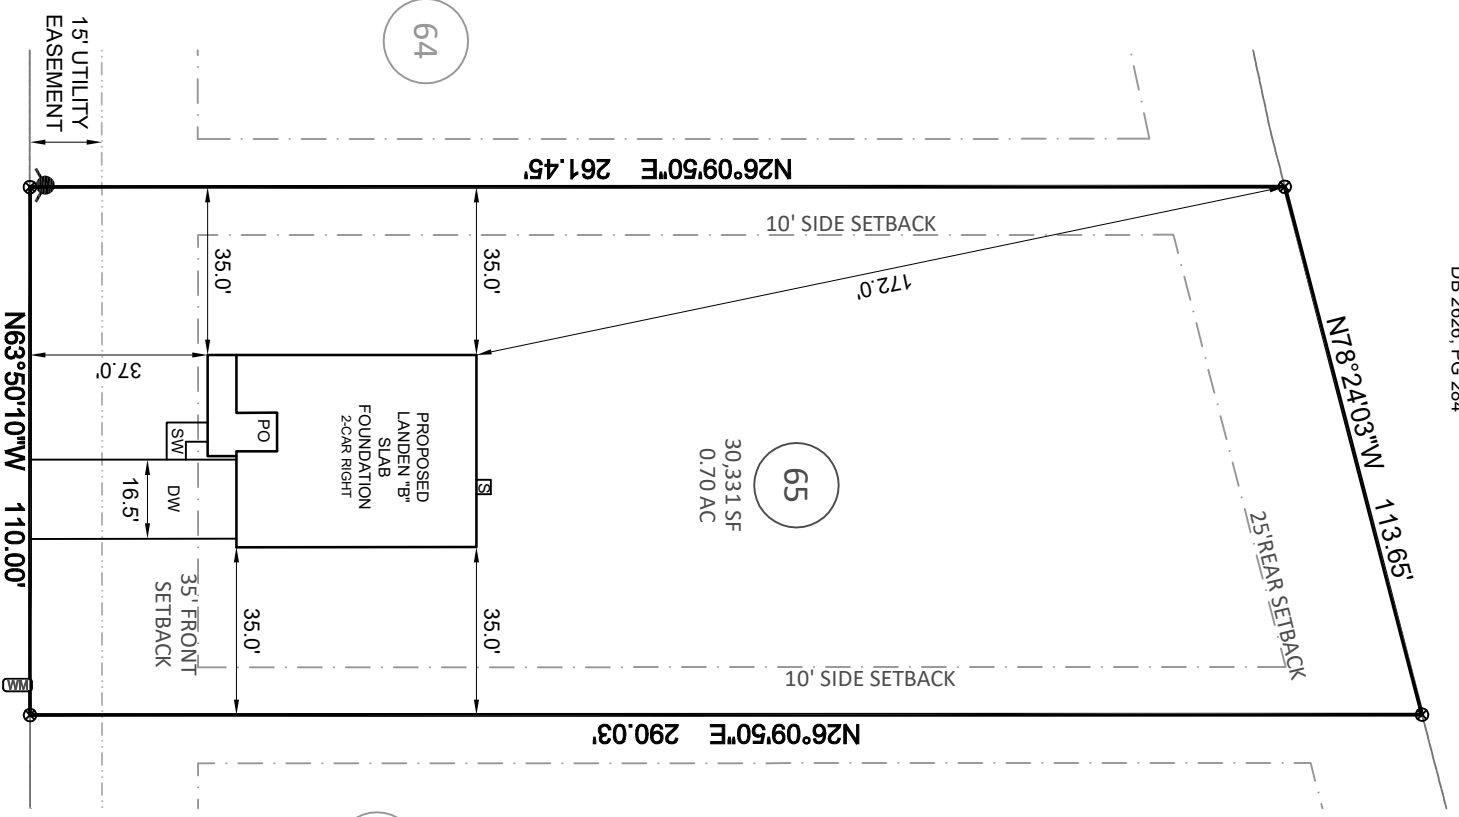 64
15' UTILITY
EASEMENT
N26°09'50"E 261.45'
10' SIDE SETBACK
35.0'
35.0'
172.0'
37.0'
N63°50'10"W 110.00'
PO
SW
DW
16.5'
PROPOSED
LANDEN "B"
SLAB
FOUNDATION
2-CAR RIGHT
S
65
30,331 SF
0.70 AC
N78°24'03"W 113.65'
25'REAR SETBACK
35' FRONT
SETBACK
35.0'
35.0'
10' SIDE SETBACK
WM
N26°09'50"E 290.03'